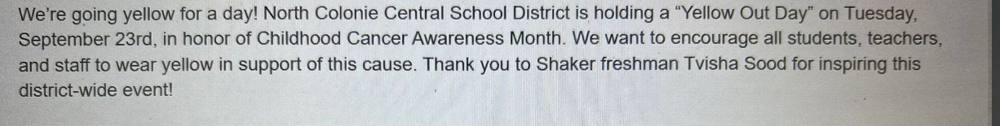 We’re going yellow for a day! North Colonie Central School District is holding a “Yellow Out Day” on Tuesday,
September 23rd, in honor of Childhood Cancer Awareness Month. We want to encourage all students, teachers,
and staff to wear yellow in support of this cause. Thank you to Shaker freshman Tvisha Sood for inspiring this
district-wide event!